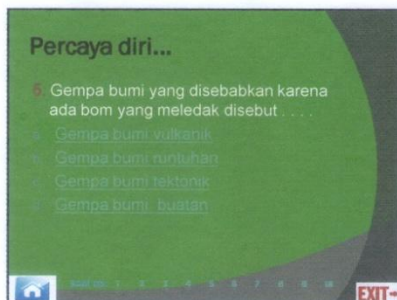 Percaya diri...
5. Gempa bumi yang disebabkan karena
ada bom yang meledak disebut . . . .
a. Gempa bumi vulkanik
b. Gempa bumi runtuhan
c. Gempa bumi tektonik
d. Gempa bumi buatan
1 2 3 4 5 6 7 8 9 10
EXIT